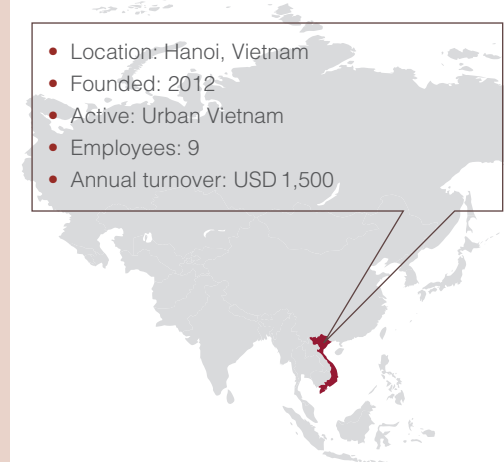 • Location: Hanoi, Vietnam
• Founded: 2012
• Active: Urban Vietnam
• Employees: 9
• Annual turnover: USD 1,500